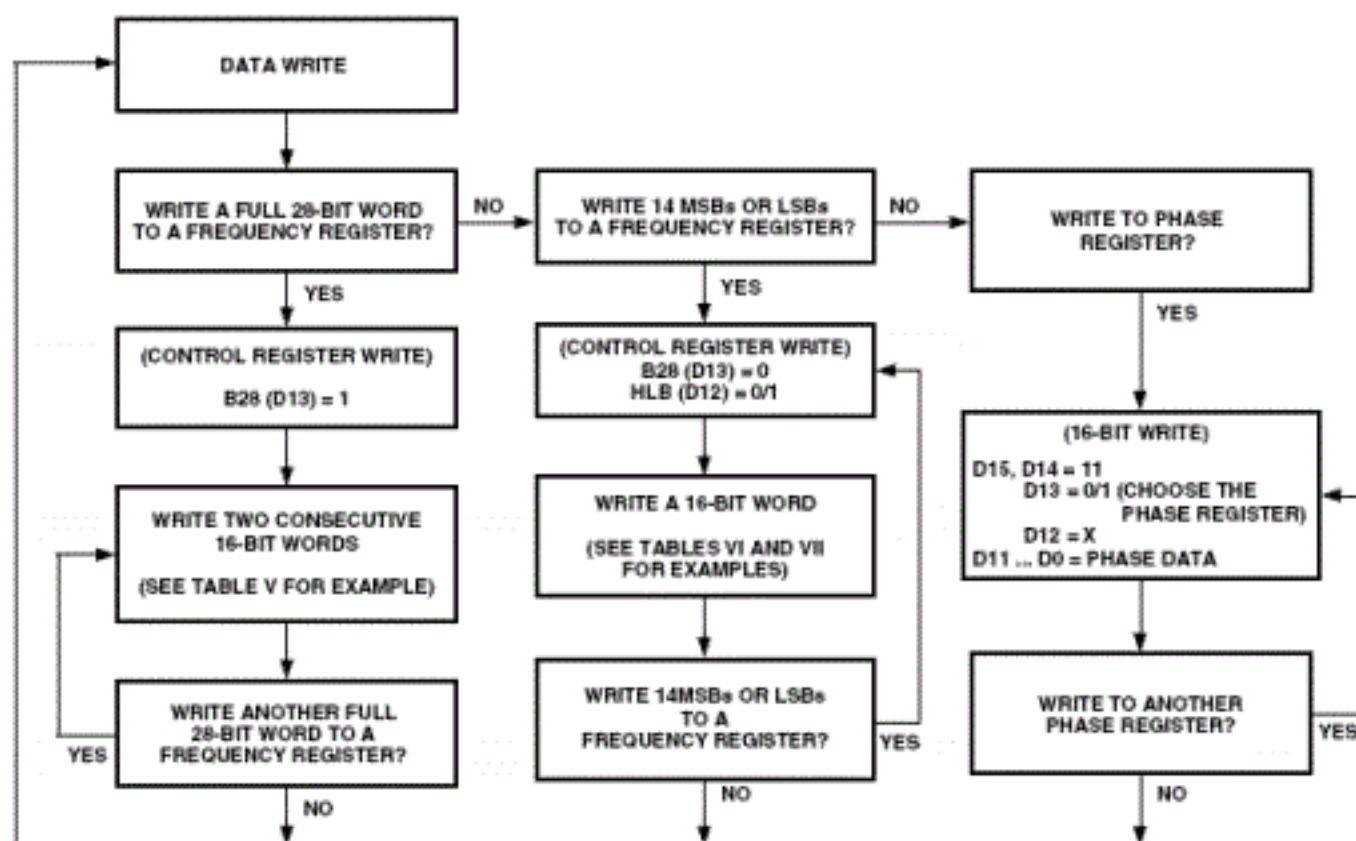 DATA WRITE
WRITE A FULL 28-BIT WORD
TO A FREQUENCY REGISTER?
NO
WRITE 14 MSBs OR LSBs
TO A FREQUENCY REGISTER?
NO
WRITE TO PHASE
REGISTER?
YES
YES
YES
(CONTROL REGISTER WRITE)
B28 (D13) = 1
(CONTROL REGISTER WRITE)
B28 (D13) = 0
HLB (D12) = 0/1
(16-BIT WRITE)
D15, D14 = 11
D13 = 0/1 (CHOOSE THE
PHASE REGISTER)
D12 = X
D11 ... D0 = PHASE DATA
WRITE TWO CONSECUTIVE
16-BIT WORDS
(SEE TABLE V FOR EXAMPLE)
WRITE A 16-BIT WORD
(SEE TABLES VI AND VII
FOR EXAMPLES)
WRITE ANOTHER FULL
28-BIT WORD TO A
FREQUENCY REGISTER?
YES
NO
WRITE 14MSBs OR LSBs
TO A
FREQUENCY REGISTER?
YES
NO
WRITE TO ANOTHER
PHASE REGISTER?
YES
NO